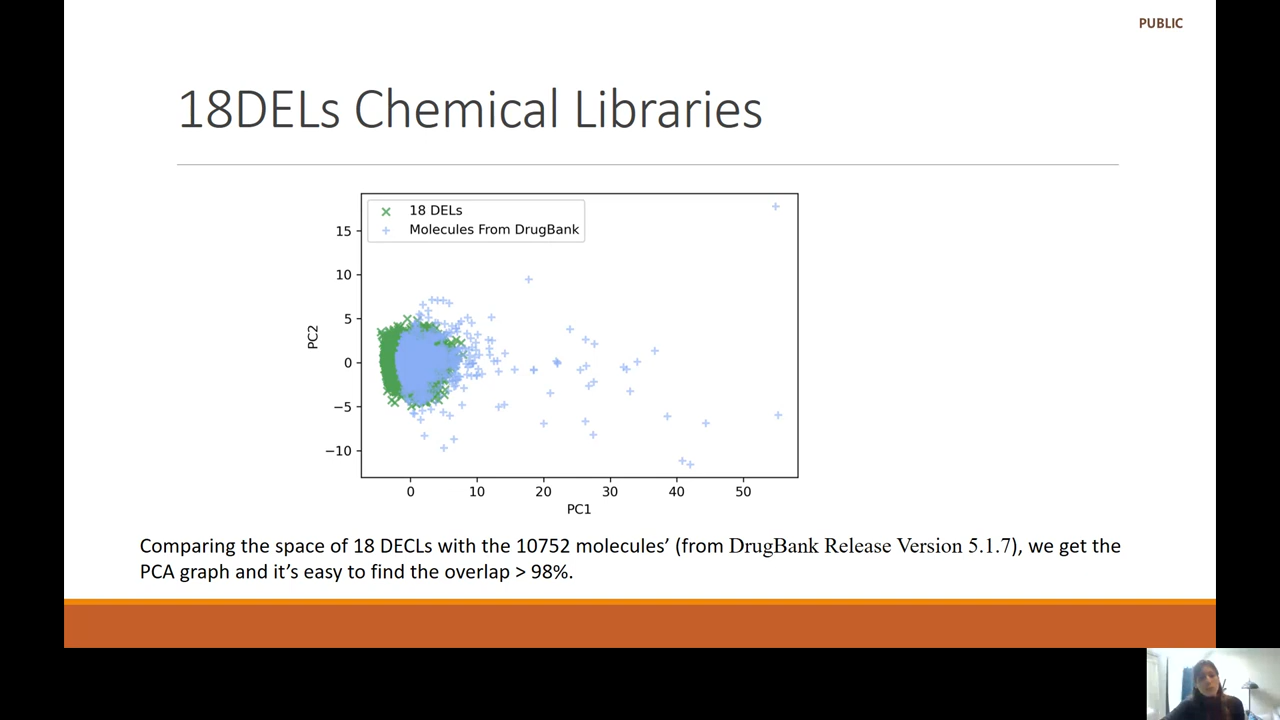 PUBLIC
18DELs Chemical Libraries
18 DELs
Molecules From DrugBank
15
10
5
0
−5
−10
PC2
0 10 20 30 40 50
PC1
Comparing the space of 18 DECLs with the 10752 molecules’ (from DrugBank Release Version 5.1.7), we get the
PCA graph and it’s easy to find the overlap > 98%.